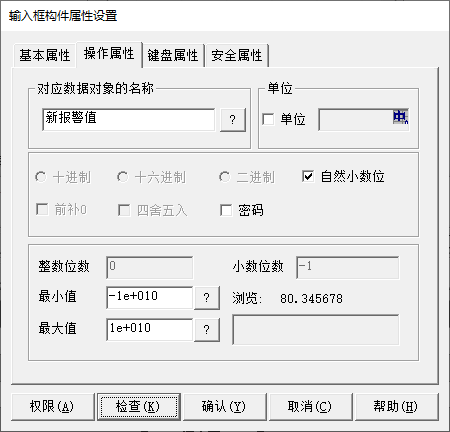 输入框构件属性设置
基本属性 操作属性 键盘属性 安全属性
对应数据对象的名称 单位
新报警值 ? 单位 中
十进制 十六进制 二进制 自然小数位
前补0 四舍五入 密码
整数位数 0 小数位数 -1
最小值 -1e+010 ? 浏览: 80.345678
最大值 1e+010 ?
权限(A) 检查(K) 确认(Y) 取消(C) 帮助(H)